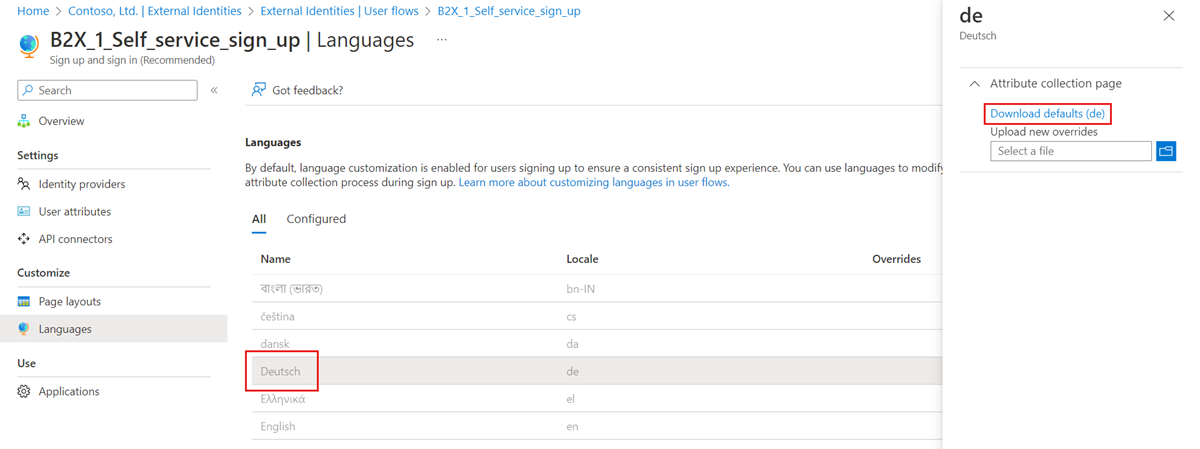 Home > Contoso, Ltd. | External Identities > External Identities | User flows > B2X_1_Self_service_sign_up
B2X_1_Self_service_sign_up | Languages ...
Sign up and sign in (Recommended)
Search «
Overview
Settings
Identity providers
User attributes
API connectors
Customize
Page layouts
Languages
Use
Applications
Got feedback?
Languages
By default, language customization is enabled for users signing up to ensure a consistent sign up experience. You can use languages to modify
attribute collection process during sign up. Learn more about customizing languages in user flows.
All Configured
Name Locale Overrides
বাংলা (ভারত) bn-IN
čeština cs
dansk da
Deutsch de
Ελληνικά el
English en
de
Deutsch
Attribute collection page
Download defaults (de)
Upload new overrides
Select a file